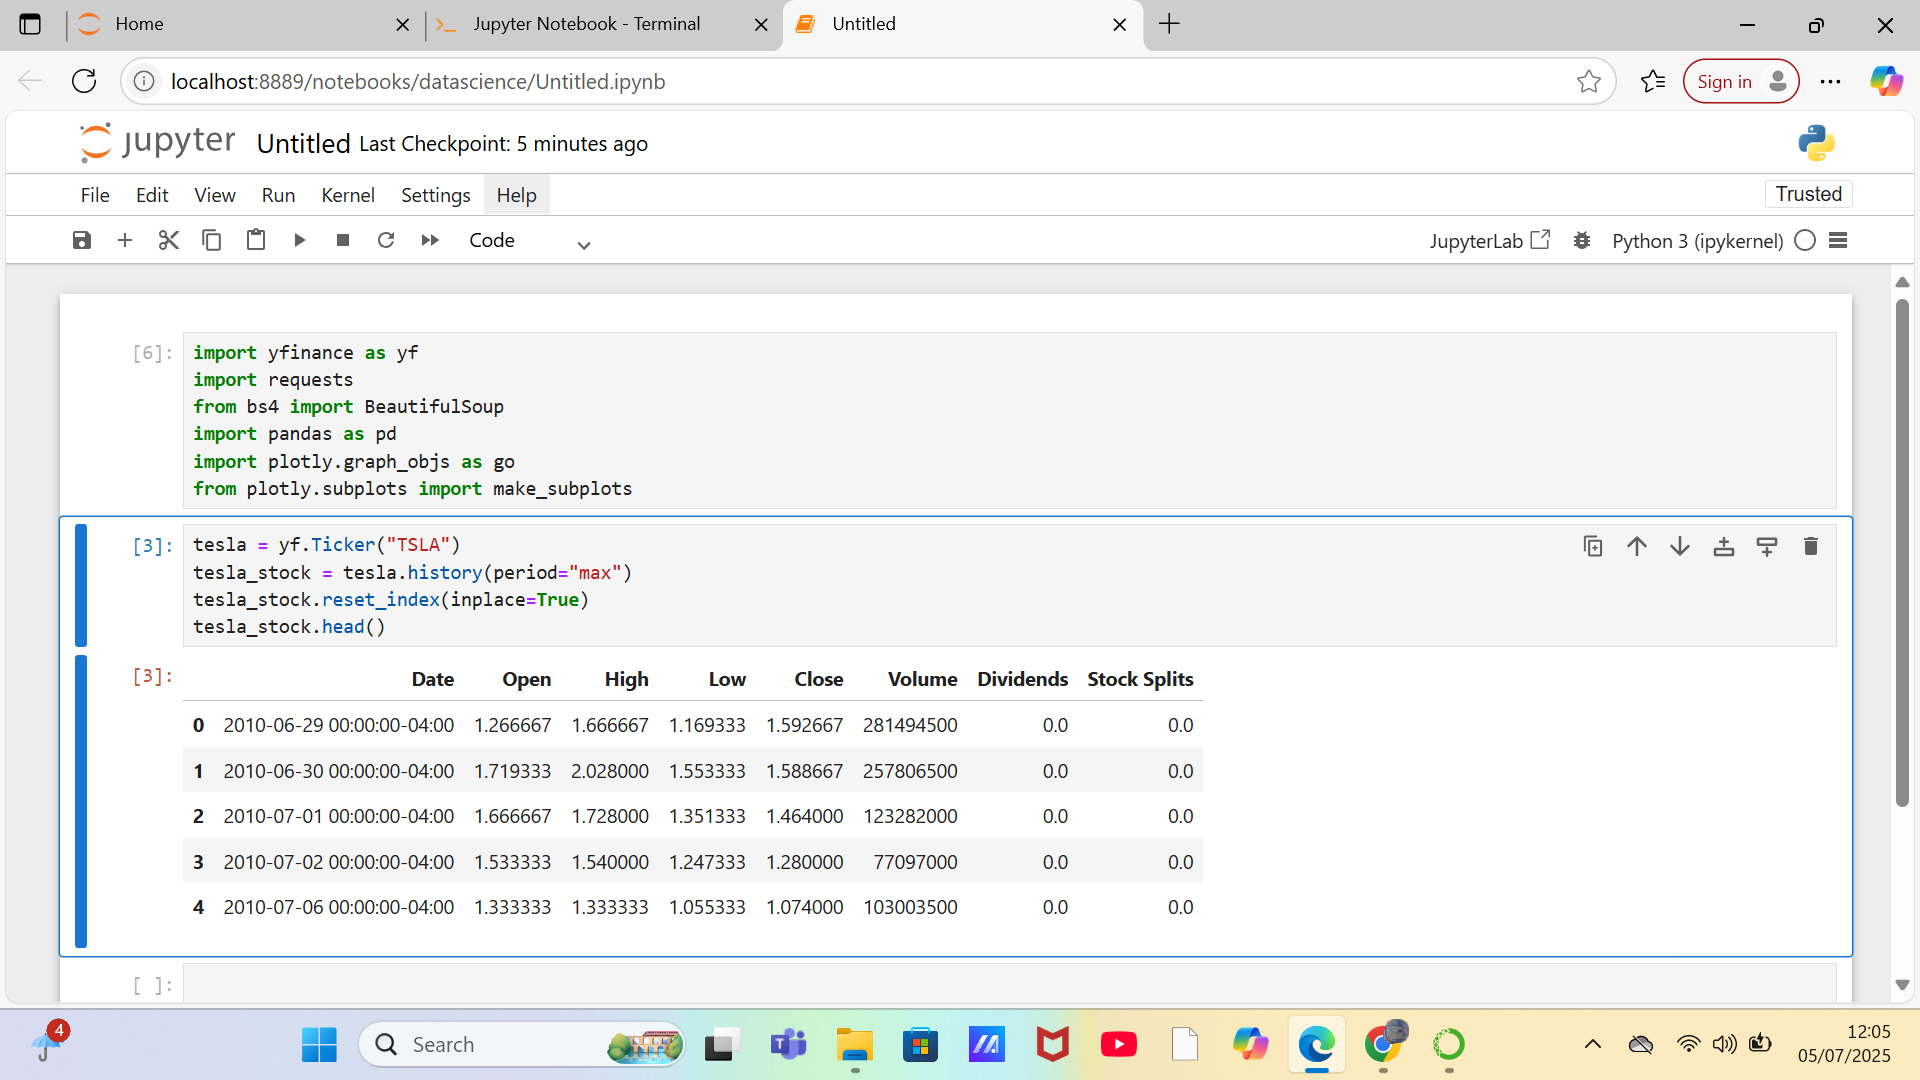 Home
Jupyter Notebook - Terminal
Untitled
localhost:8889/notebooks/datascience/Untitled.ipynb
Sign in
jupyter Untitled Last Checkpoint: 5 minutes ago
File Edit View Run Kernel Settings Help
Trusted
Code
JupyterLab
Python 3 (ipykernel)
[6]:
import yfinance as yf
import requests
from bs4 import BeautifulSoup
import pandas as pd
import plotly.graph_objs as go
from plotly.subplots import make_subplots
[3]:
tesla = yf.Ticker("TSLA")
tesla_stock = tesla.history(period="max")
tesla_stock.reset_index(inplace=True)
tesla_stock.head()
[3]:
Date Open High Low Close Volume Dividends Stock Splits
0 2010-06-29 00:00:00-04:00 1.266667 1.666667 1.169333 1.592667 281494500 0.0 0.0
1 2010-06-30 00:00:00-04:00 1.719333 2.028000 1.553333 1.588667 257806500 0.0 0.0
2 2010-07-01 00:00:00-04:00 1.666667 1.728000 1.351333 1.464000 123282000 0.0 0.0
3 2010-07-02 00:00:00-04:00 1.533333 1.540000 1.247333 1.280000 77097000 0.0 0.0
4 2010-07-06 00:00:00-04:00 1.333333 1.333333 1.055333 1.074000 103003500 0.0 0.0
[ ]:
4
Search
12:05
05/07/2025